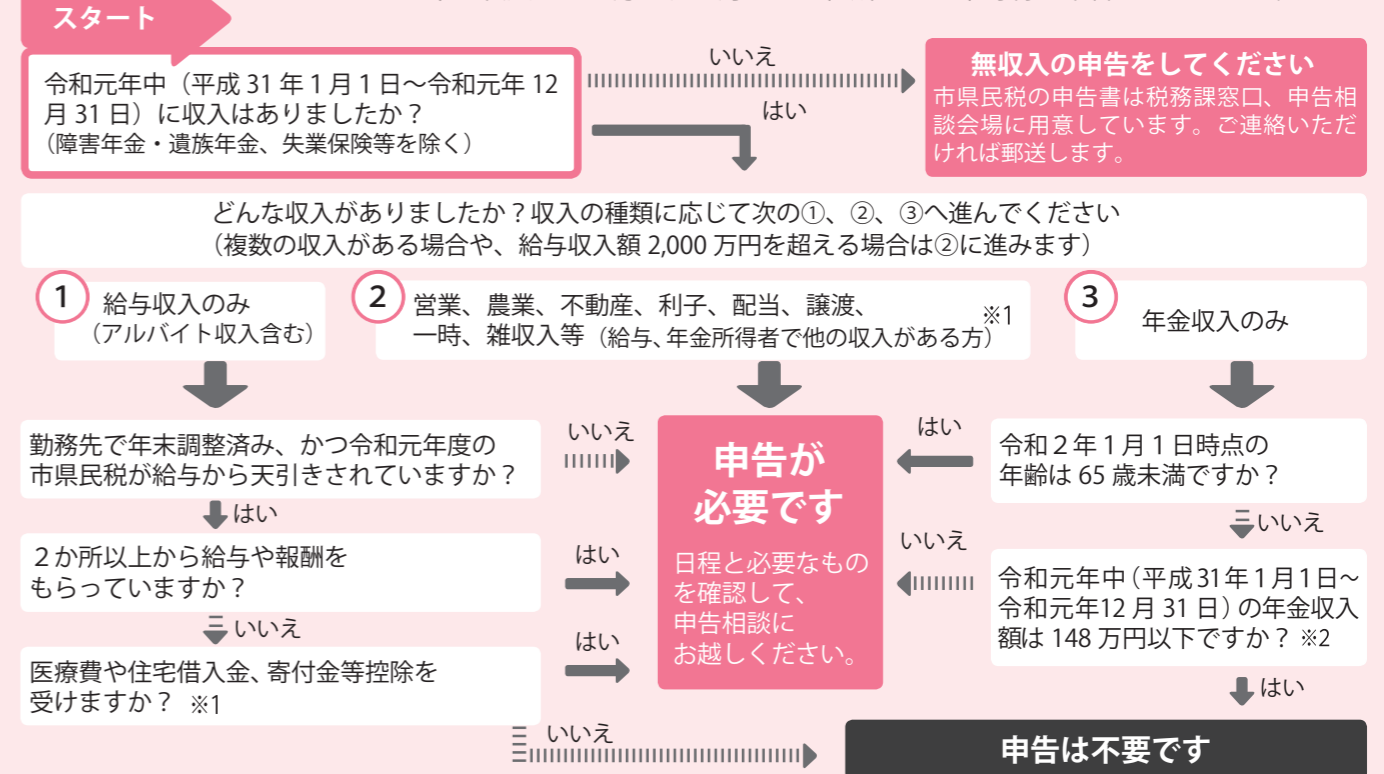 スタート
令和元年中（平成 31 年 1 月 1 日～令和元年 12
月 31 日）に収入はありましたか？
（障害年金・遺族年金、失業保険等を除く）
いいえ
はい
無収入の申告をしてください
市県民税の申告書は税務課窓口、申告相
談会場に用意しています。ご連絡いただ
ければ郵送します。
どんな収入がありましたか？収入の種類に応じて次の①、②、③へ進んでください
（複数の収入がある場合や、給与収入額 2,000 万円を超える場合は②に進みます）
1
給与収入のみ
（アルバイト収入含む）
2
営業、農業、不動産、利子、配当、譲渡、
一時、雑収入等（給与、年金所得者で他の収入がある方）
※1
3
年金収入のみ
勤務先で年末調整済み、かつ令和元年度の
市県民税が給与から天引きされていますか？
いいえ
はい
２か所以上から給与や報酬を
もらっていますか？
はい
いいえ
医療費や住宅借入金、寄付金等控除を
受けますか？ ※1
はい
いいえ
申告が
必要です
日程と必要なもの
を確認して、
申告相談に
お越しください。
はい
令和 2 年 1 月 1 日時点の
年齢は 65 歳未満ですか？
いいえ
いいえ
令和元年中（平成 31年 1月1日～
令和元年12 月 31 日）の年金収入
額は 148 万円以下ですか？ ※2
はい
申告は不要です